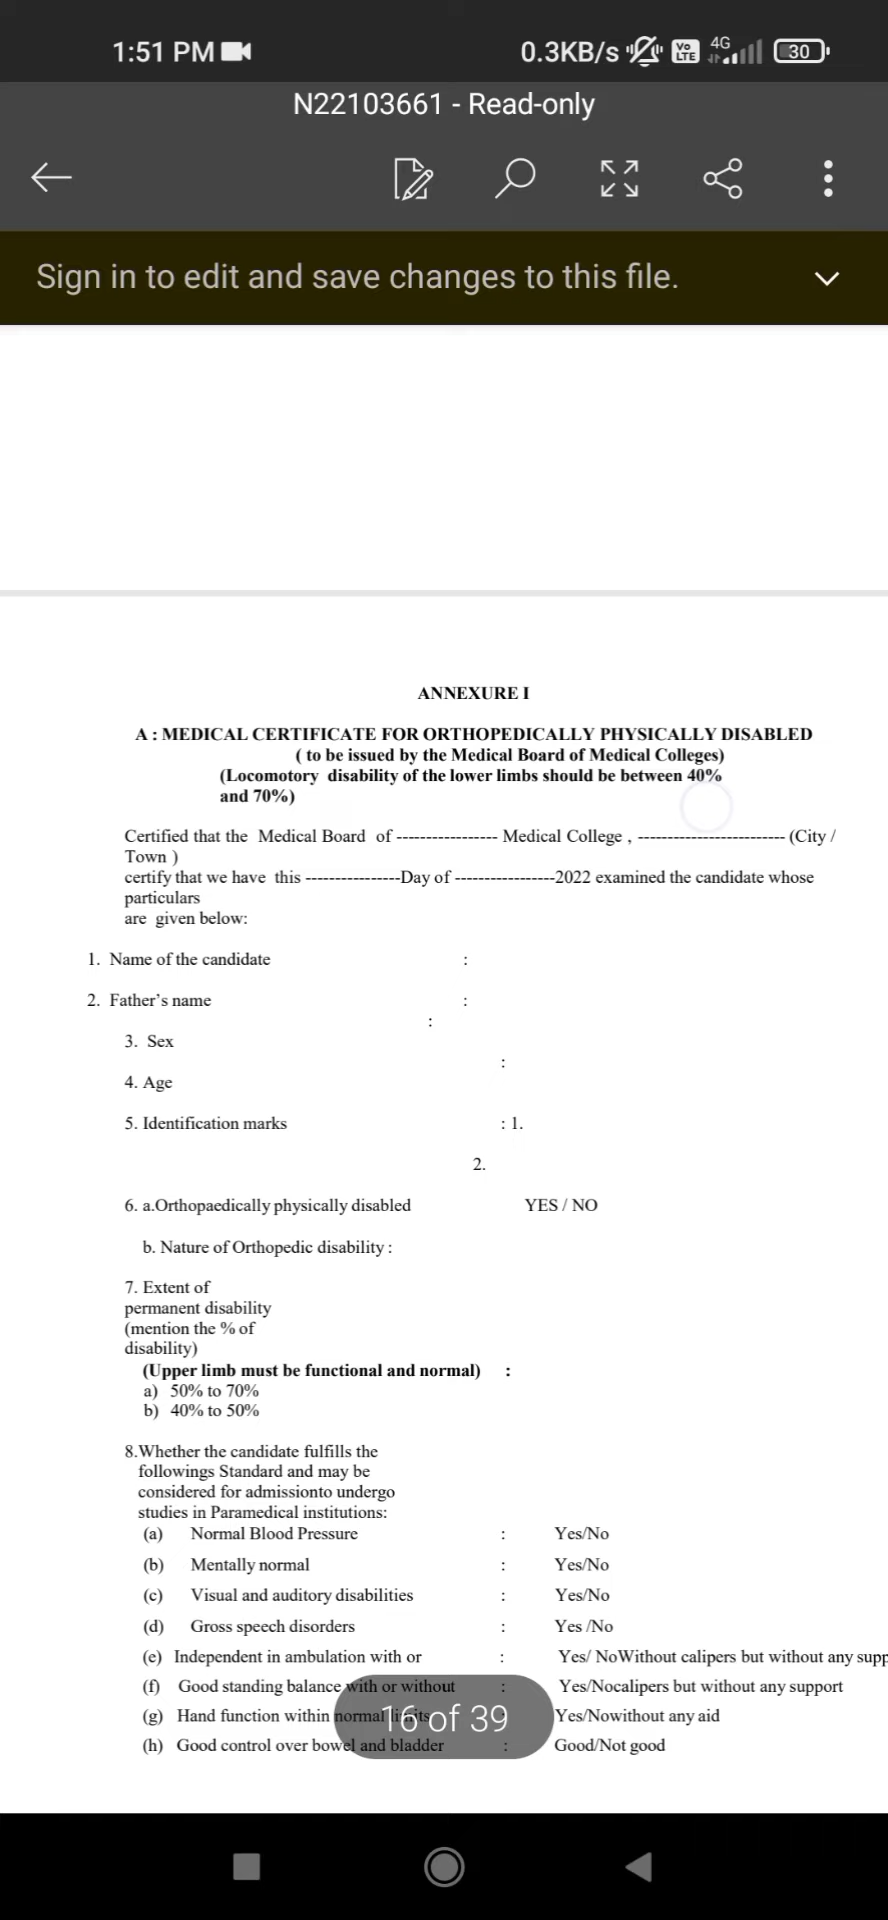 1:51 PM 0.3KB/s Vo LTE 4G 30
N22103661 - Read-only
Sign in to edit and save changes to this file.
ANNEXURE I
A : MEDICAL CERTIFICATE FOR ORTHOPEDICALLY PHYSICALLY DISABLED
( to be issued by the Medical Board of Medical Colleges)
(Locomotory disability of the lower limbs should be between 40%
and 70%)
Certified that the Medical Board of ----------------- Medical College , ------------------------- (City /
Town )
certify that we have this ----------------Day of -----------------2022 examined the candidate whose
particulars
are given below:
1. Name of the candidate :
2. Father's name :
:
3. Sex
:
4. Age
5. Identification marks : 1.
2.
6. a.Orthopaedically physically disabled YES / NO
b. Nature of Orthopedic disability :
7. Extent of
permanent disability
(mention the % of
disability)
(Upper limb must be functional and normal) :
a) 50% to 70%
b) 40% to 50%
8.Whether the candidate fulfills the
followings Standard and may be
considered for admissionto undergo
studies in Paramedical institutions:
(a) Normal Blood Pressure : Yes/No
(b) Mentally normal : Yes/No
(c) Visual and auditory disabilities : Yes/No
(d) Gross speech disorders : Yes /No
(e) Independent in ambulation with or : Yes/ NoWithout calipers but without any supp
(f) Good standing balance with or without : Yes/Nocalipers but without any support
(g) Hand function within normal limits : Yes/Nowithout any aid
16 of 39
(h) Good control over bowel and bladder : Good/Not good